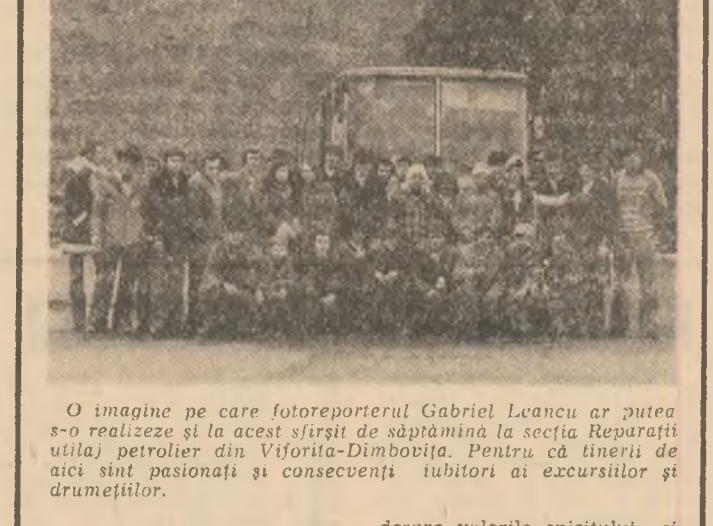 O imagine pe care fotoreporterul Gabriel Leancu ar putea
s-o realizeze și la acest sfîrșit de săptămînă la secția Reparații
utilaj petrolier din Viforîta-Dîmbovița. Pentru că tinerii de
aici sînt pasionați și consecvenți iubitori ai excursiilor și
drumețiilor.